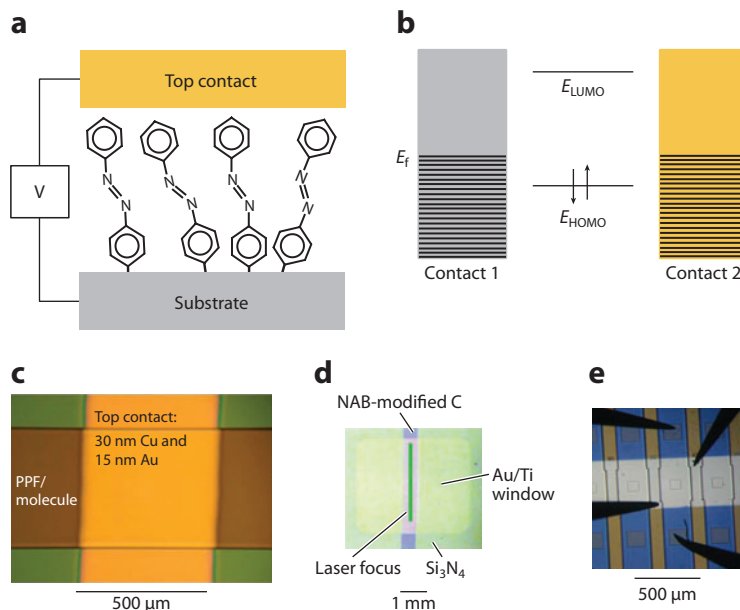 a
Top contact
V
N
N
N
N
N
N
N
N
Substrate
b
E_LUMO
E_f
E_HOMO
Contact 1
Contact 2
c
Top contact:
30 nm Cu and
15 nm Au
PPF/
molecule
500 µm
d
NAB-modified C
Au/Ti
window
Laser focus
Si₃N₄
1 mm
e
500 µm